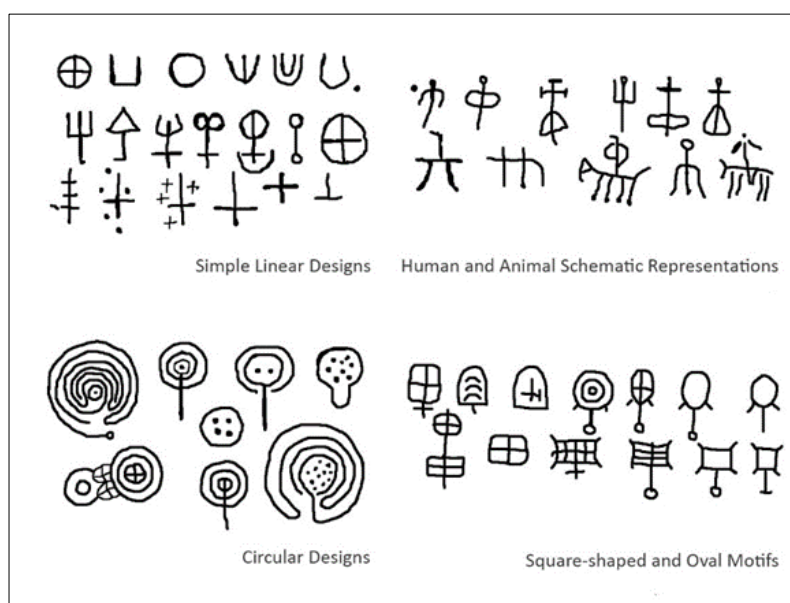 Simple Linear Designs
Human and Animal Schematic Representations
Circular Designs
Square-shaped and Oval Motifs